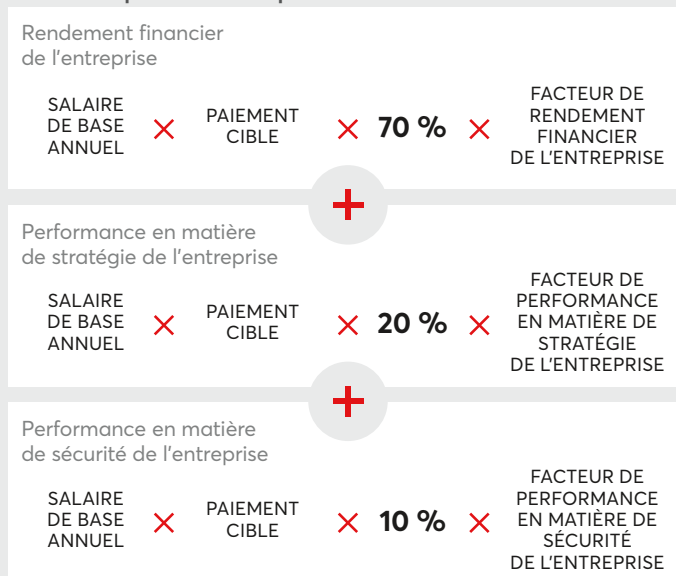 Rendement financier
de l'entreprise
SALAIRE
DE BASE
ANNUEL
×
PAIEMENT
CIBLE
×
70 %
×
FACTEUR DE
RENDEMENT
FINANCIER
DE L'ENTREPRISE
+
Performance en matière
de stratégie de l'entreprise
SALAIRE
DE BASE
ANNUEL
×
PAIEMENT
CIBLE
×
20 %
×
FACTEUR DE
PERFORMANCE
EN MATIÈRE DE
STRATÉGIE
DE L'ENTREPRISE
+
Performance en matière
de sécurité de l'entreprise
SALAIRE
DE BASE
ANNUEL
×
PAIEMENT
CIBLE
×
10 %
×
FACTEUR DE
PERFORMANCE
EN MATIÈRE DE
SÉCURITÉ
DE L'ENTREPRISE